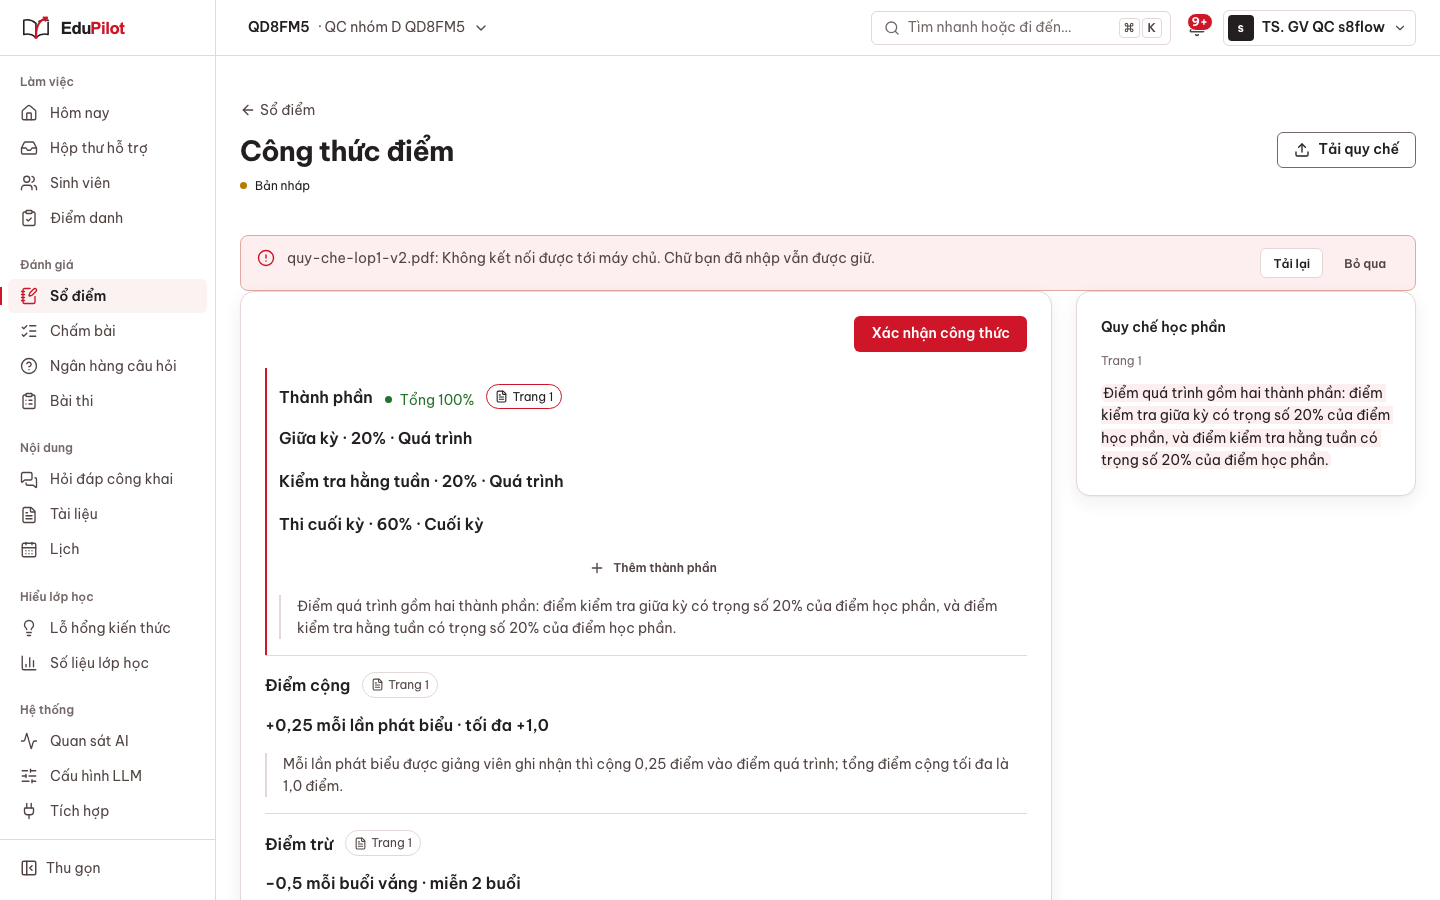 EduPilot
QD8FM5 · QC nhóm D QD8FM5
Tìm nhanh hoặc đi đến...
⌘ K
9+
s
TS. GV QC s8flow
Làm việc
Hôm nay
Hộp thư hỗ trợ
Sinh viên
Điểm danh
Đánh giá
Sổ điểm
Chấm bài
Ngân hàng câu hỏi
Bài thi
Nội dung
Hỏi đáp công khai
Tài liệu
Lịch
Hiểu lớp học
Lỗ hổng kiến thức
Số liệu lớp học
Hệ thống
Quan sát AI
Cấu hình LLM
Tích hợp
Thu gọn
Sổ điểm
Công thức điểm
Bản nháp
Tải quy chế
quy-che-lop1-v2.pdf: Không kết nối được tới máy chủ. Chữ bạn đã nhập vẫn được giữ.
Tải lại
Bỏ qua
Xác nhận công thức
Thành phần
Tổng 100%
Trang 1
Giữa kỳ · 20% · Quá trình
Kiểm tra hằng tuần · 20% · Quá trình
Thi cuối kỳ · 60% · Cuối kỳ
Thêm thành phần
Điểm quá trình gồm hai thành phần: điểm kiểm tra giữa kỳ có trọng số 20% của điểm học phần, và điểm
kiểm tra hằng tuần có trọng số 20% của điểm học phần.
Điểm cộng
Trang 1
+0,25 mỗi lần phát biểu · tối đa +1,0
Mỗi lần phát biểu được giảng viên ghi nhận thì cộng 0,25 điểm vào điểm quá trình; tổng điểm cộng tối đa là
1,0 điểm.
Điểm trừ
Trang 1
−0,5 mỗi buổi vắng · miễn 2 buổi
Quy chế học phần
Trang 1
Điểm quá trình gồm hai thành phần: điểm
kiểm tra giữa kỳ có trọng số 20% của điểm
học phần, và điểm kiểm tra hằng tuần có
trọng số 20% của điểm học phần.